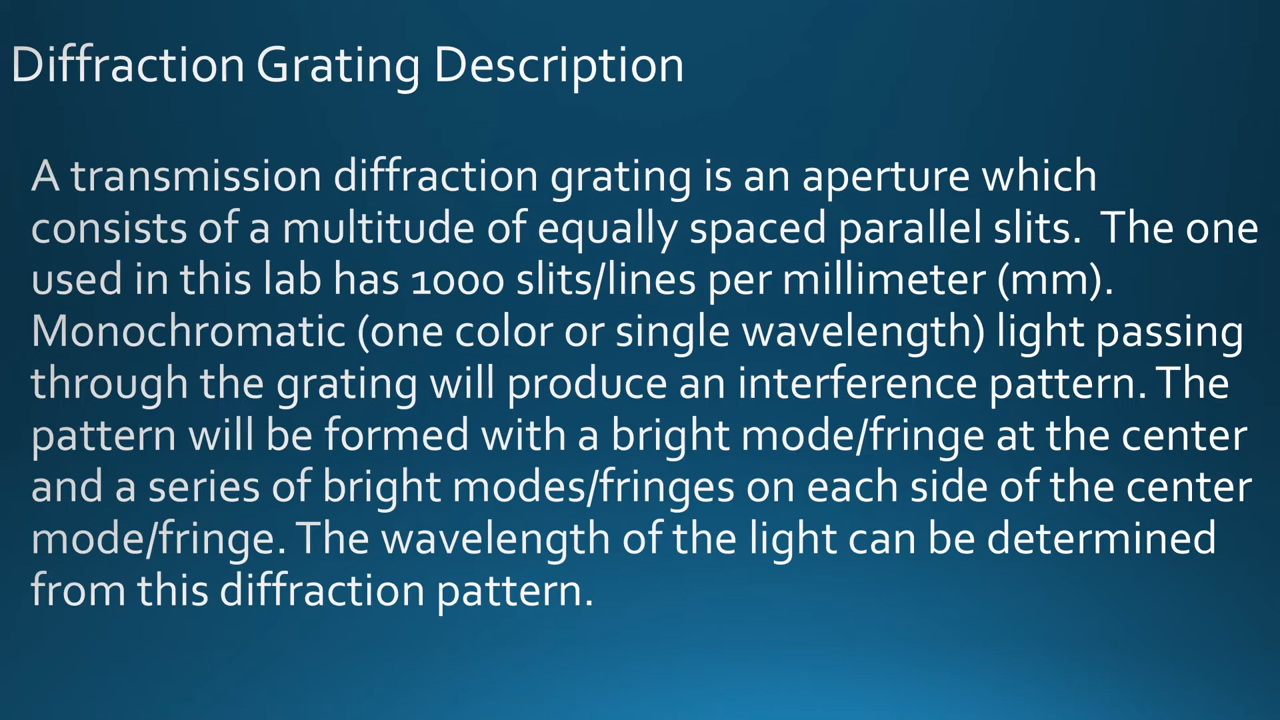 Diffraction Grating Description
A transmission diffraction grating is an aperture which
consists of a multitude of equally spaced parallel slits.  The one
used in this lab has 1000 slits/lines per millimeter (mm).
Monochromatic (one color or single wavelength) light passing
through the grating will produce an interference pattern. The
pattern will be formed with a bright mode/fringe at the center
and a series of bright modes/fringes on each side of the center
mode/fringe. The wavelength of the light can be determined
from this diffraction pattern.